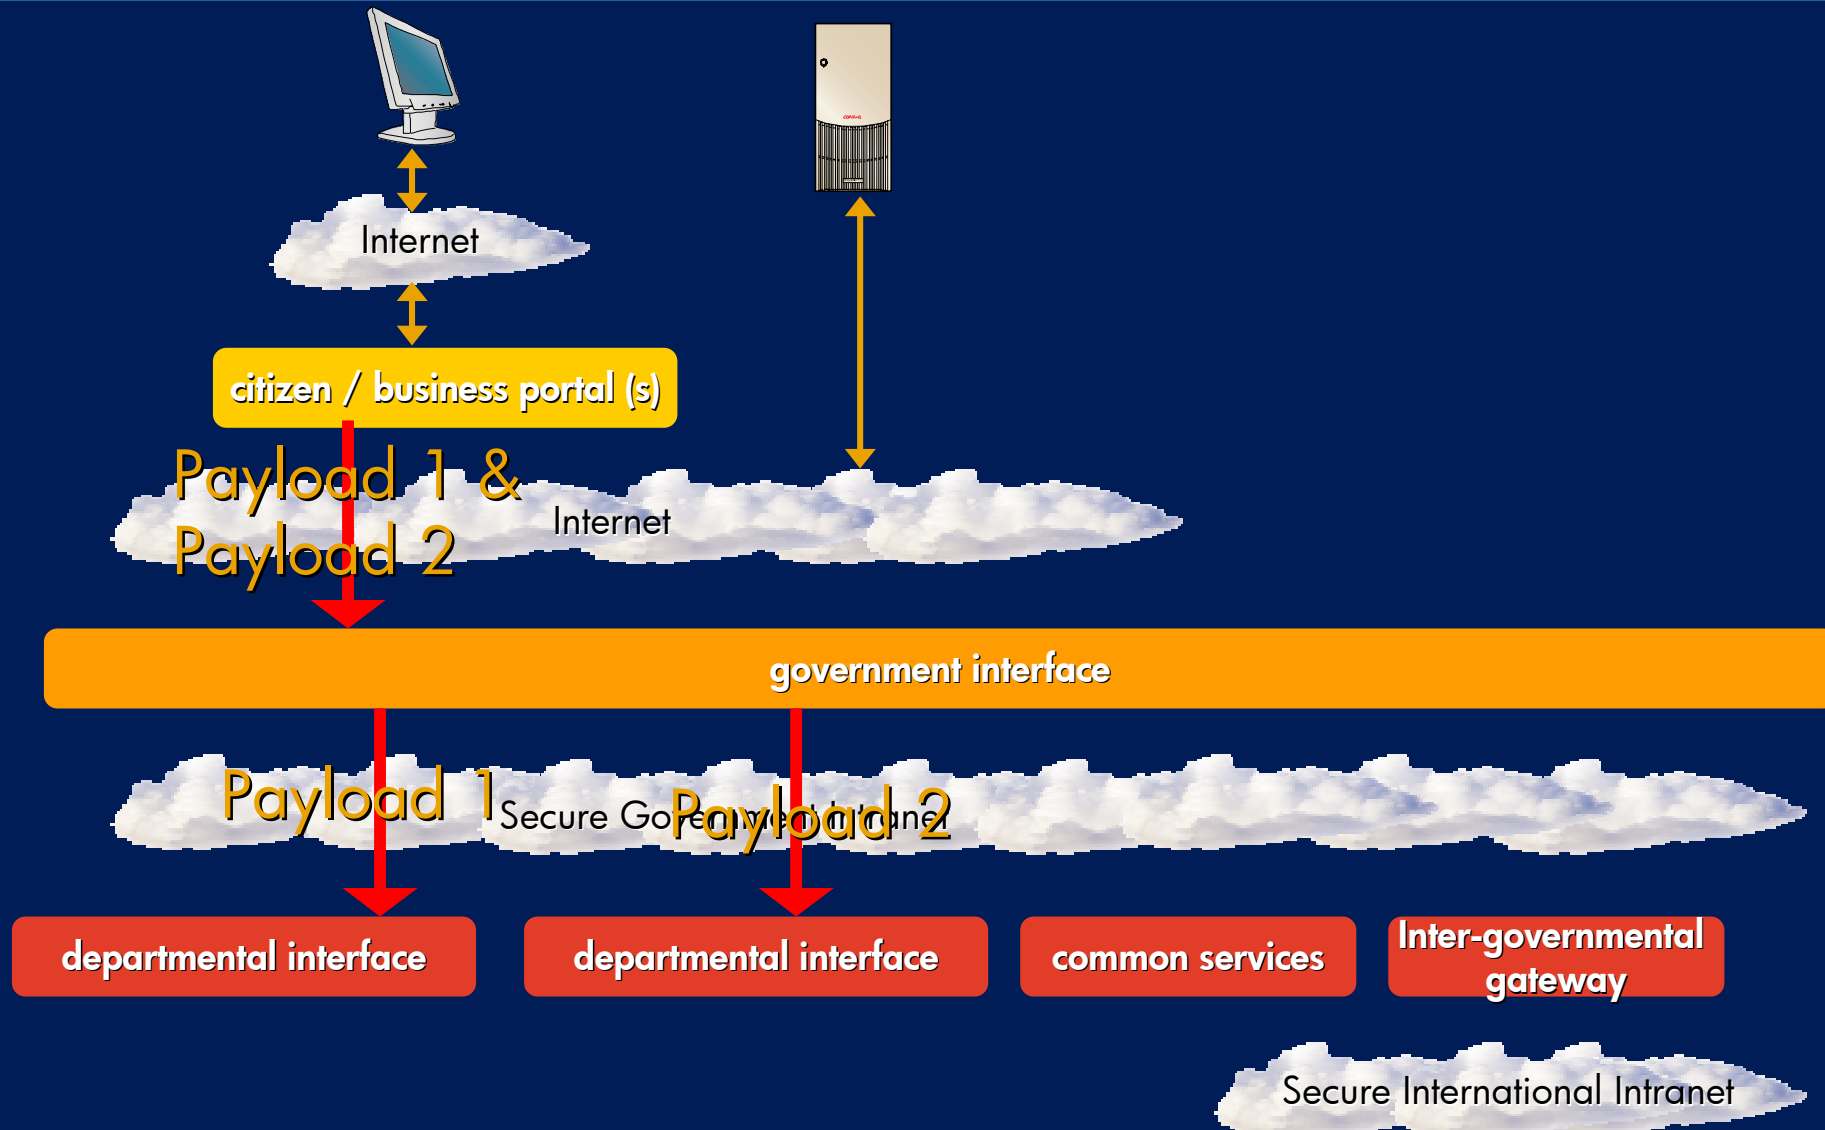 Internet
citizen / business portal (s)
Payload 1 &
Payload 2
Internet
government interface
Payload 1
Secure Government Intranet
Payload 2
departmental interface
departmental interface
common services
Inter-governmental
gateway
Secure International Intranet